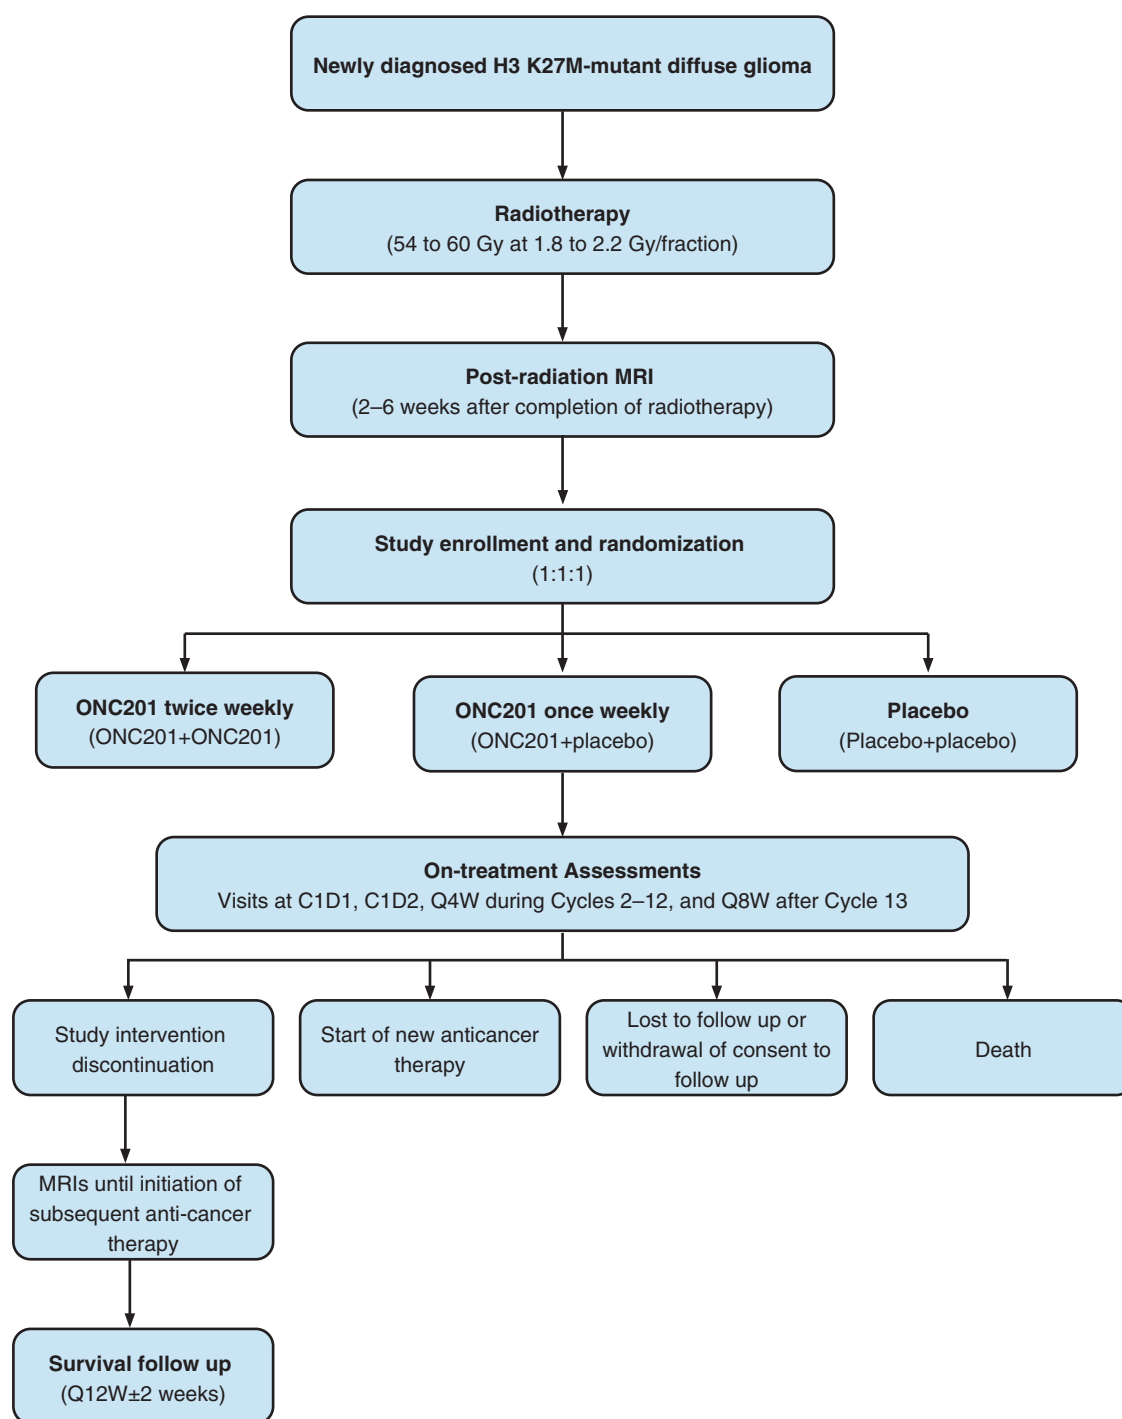 Newly diagnosed H3 K27M-mutant diffuse glioma
Radiotherapy
(54 to 60 Gy at 1.8 to 2.2 Gy/fraction)
Post-radiation MRI
(2–6 weeks after completion of radiotherapy)
Study enrollment and randomization
(1:1:1)
ONC201 twice weekly
(ONC201+ONC201)
ONC201 once weekly
(ONC201+placebo)
Placebo
(Placebo+placebo)
On-treatment Assessments
Visits at C1D1, C1D2, Q4W during Cycles 2–12, and Q8W after Cycle 13
Study intervention
discontinuation
Start of new anticancer
therapy
Lost to follow up or
withdrawal of consent to
follow up
Death
MRIs until initiation of
subsequent anti-cancer
therapy
Survival follow up
(Q12W±2 weeks)